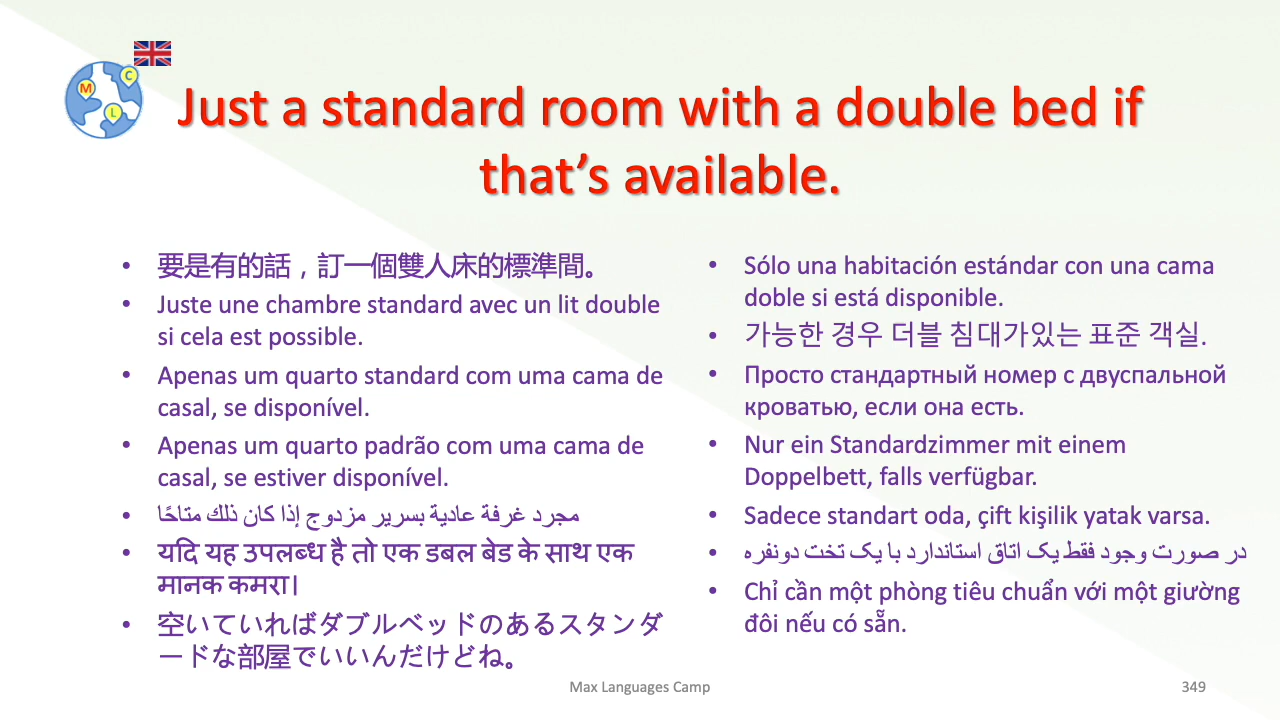 M
C
L
Just a standard room with a double bed if
that’s available.
• 要是有的話，訂一個雙人床的標準間。
• Juste une chambre standard avec un lit double
si cela est possible.
• Apenas um quarto standard com uma cama de
casal, se disponível.
• Apenas um quarto padrão com uma cama de
casal, se estiver disponível.
• مجرد غرفة عادية بسرير مزدوج إذا كان ذلك متاحًا
• यदि यह उपलब्ध है तो एक डबल बेड के साथ एक
मानक कमरा।
• 空いていればダブルベッドのあるスタンダ
ードな部屋でいいんだけどね。
• Sólo una habitación estándar con una cama
doble si está disponible.
• 가능한 경우 더블 침대가있는 표준 객실.
• Просто стандартный номер с двуспальной
кроватью, если она есть.
• Nur ein Standardzimmer mit einem
Doppelbett, falls verfügbar.
• Sadece standart oda, çift kişilik yatak varsa.
• در صورت وجود فقط یک اتاق استاندارد با یک تخت دونفره
• Chỉ cần một phòng tiêu chuẩn với một giường
đôi nếu có sẵn.
Max Languages Camp
349